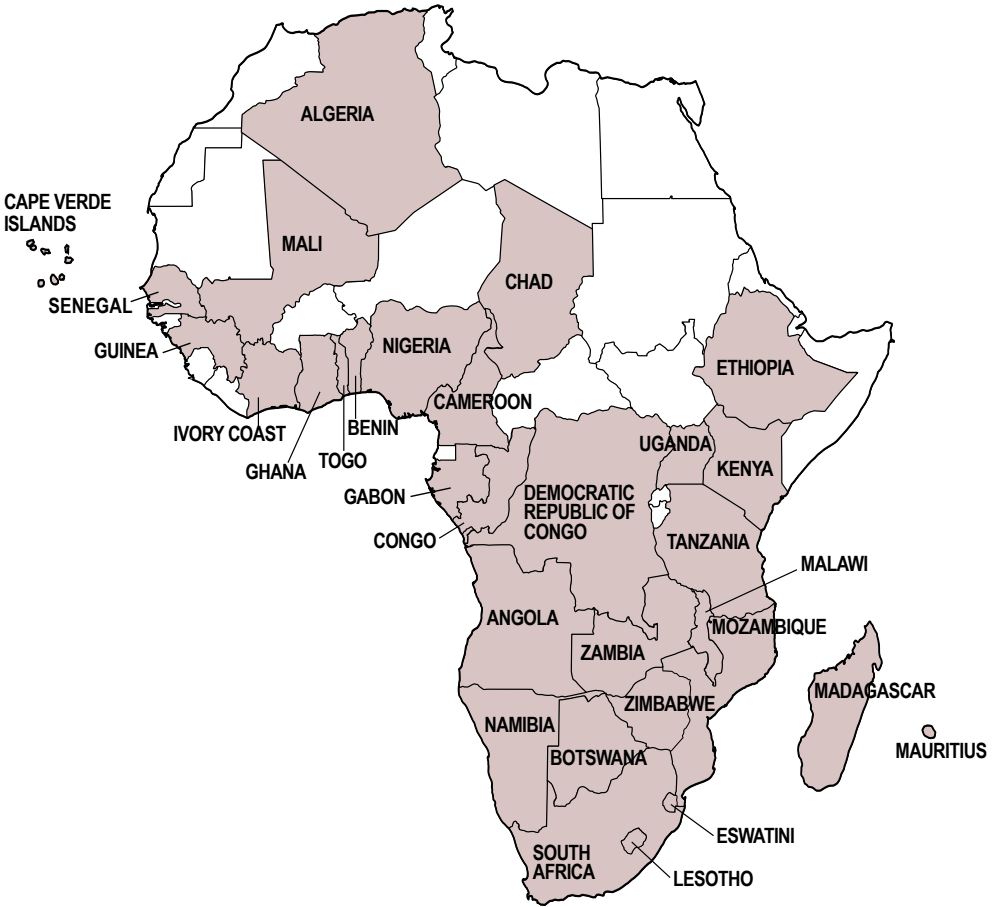 ALGERIA
CAPE VERDE
ISLANDS
MALI
CHAD
SENEGAL
GUINEA
NIGERIA
ETHIOPIA
CAMEROON
IVORY COAST
BENIN
UGANDA
TOGO
GHANA
KENYA
GABON
DEMOCRATIC
REPUBLIC OF
CONGO
CONGO
TANZANIA
MALAWI
ANGOLA
MOZAMBIQUE
ZAMBIA
MADAGASCAR
ZIMBABWE
NAMIBIA
MAURITIUS
BOTSWANA
ESWATINI
SOUTH
AFRICA
LESOTHO